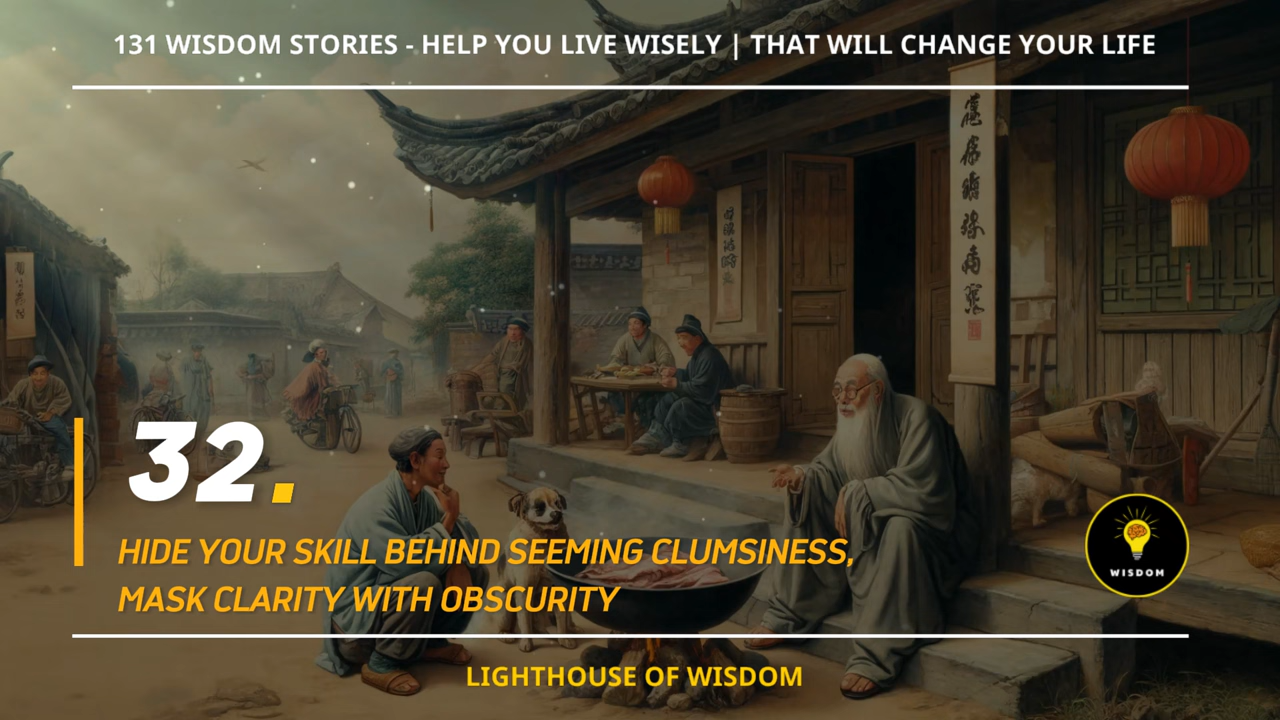 131 WISDOM STORIES - HELP YOU LIVE WISELY | THAT WILL CHANGE YOUR LIFE
32.
HIDE YOUR SKILL BEHIND SEEMING CLUMSINESS,
MASK CLARITY WITH OBSCURITY
WISDOM
LIGHTHOUSE OF WISDOM